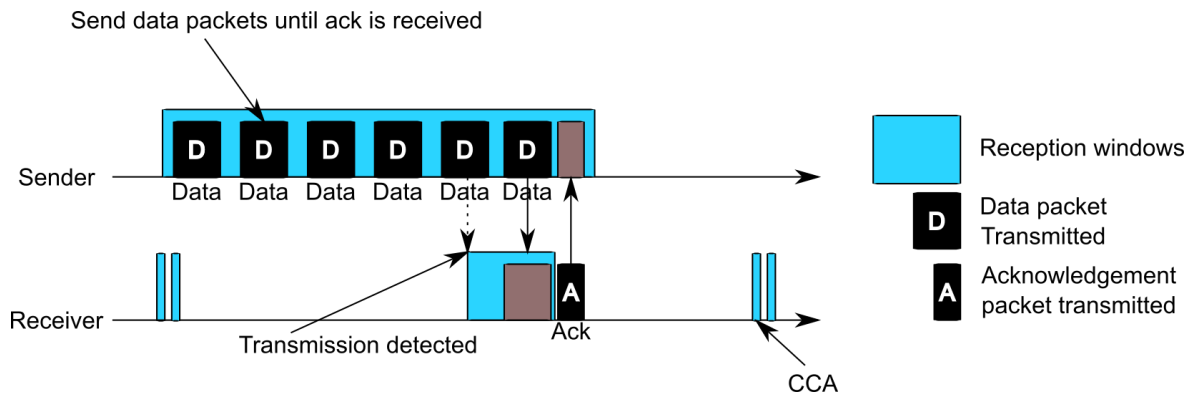 Send data packets until ack is received
D D D D D D
Sender
Data Data Data Data Data Data
Receiver
A
Ack
Transmission detected
CCA
Reception windows
D
Data packet
Transmitted
A
Acknowledgement
packet transmitted